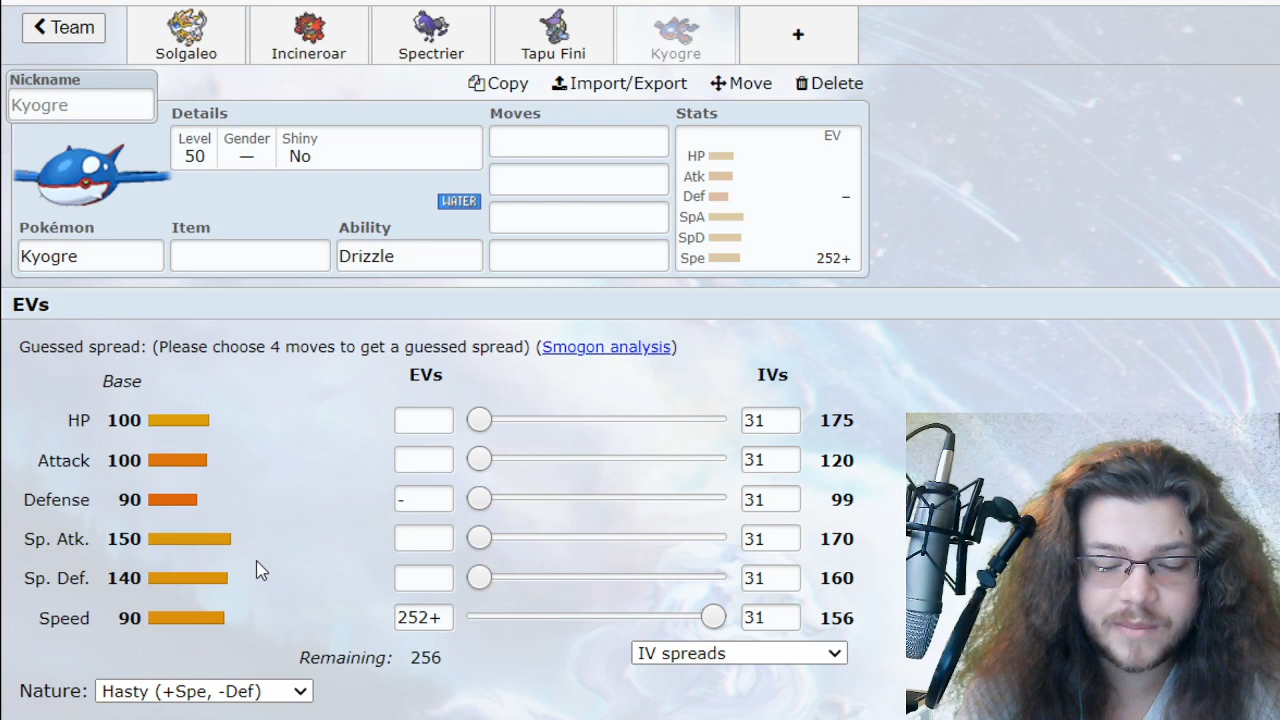 Team
Solgaleo
Incineroar
Spectrier
Tapu Fini
Kyogre
+
Nickname
Kyogre
Copy
Import/Export
Move
Delete
Details
Moves
Stats
Level
Gender
Shiny
50
—
No
EV
HP
Atk
Def –
SpA
SpD
Spe 252+
WATER
Pokémon
Item
Ability
Kyogre
Drizzle
EVs
Guessed spread: (Please choose 4 moves to get a guessed spread) (Smogon analysis)
Base
EVs
IVs
HP 100 31 175
Attack 100 31 120
Defense 90 - 31 99
Sp. Atk. 150 31 170
Sp. Def. 140 31 160
Speed 90 252+ 31 156
Remaining: 256
IV spreads
Nature: Hasty (+Spe, -Def)